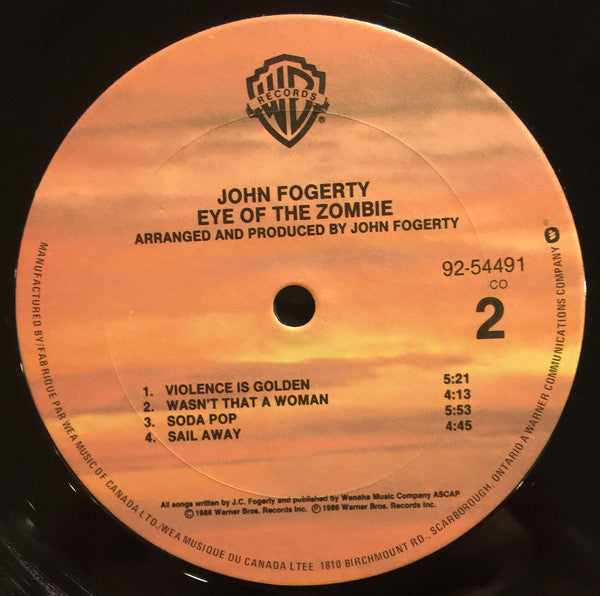 WB
RECORDS
®
JOHN FOGERTY
EYE OF THE ZOMBIE
ARRANGED AND PRODUCED BY JOHN FOGERTY
92-54491
CO
2
1. VIOLENCE IS GOLDEN 5:21
2. WASN'T THAT A WOMAN 4:13
3. SODA POP 5:53
4. SAIL AWAY 4:45
All songs written by J.C. Fogerty and published by Wenaha Music Company ASCAP
©1986 Warner Bros. Records Inc. ℗1986 Warner Bros. Records Inc.
MANUFACTURED BY/FABRIQUE PAR WEA MUSIC OF CANADA LTD./WEA MUSIQUE DU CANADA LTEE 1810 BIRCHMOUNT RD., SCARBOROUGH, ONTARIO A WARNER COMMUNICATIONS COMPANY ®